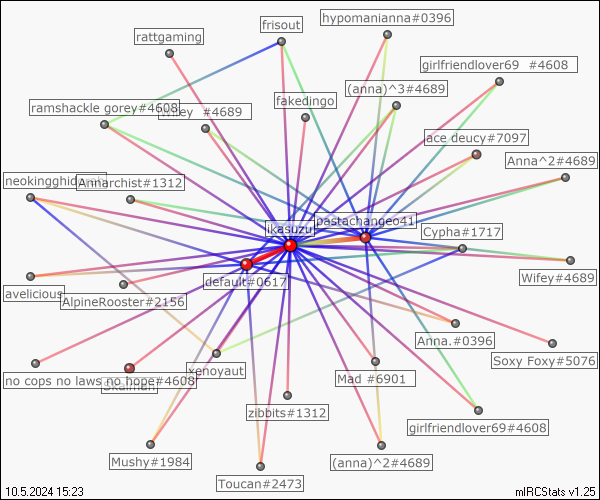 hypomanianna#0396
frisout
rattgaming
girlfriendlover69 #4608
(anna)^3#4689
fakedingo
ramshackle gorey#4608
#4689
ace deucy#7097
Anna^2#4689
Annarchist#1312
pastachangeo41
ikasuzu
Cypha#1717
Wifey#4689
default#0617
avelicious
AlpineRooster#2156
Anna.#0396
Soxy Foxy#5076
xenoyaut
Mad #6901
no cops no laws no hope#4608
zibbits#1312
girlfriendlover69#4608
Mushy#1984
(anna)^2#4689
Toucan#2473
10.5.2024 15:23
mIRCStats v1.25